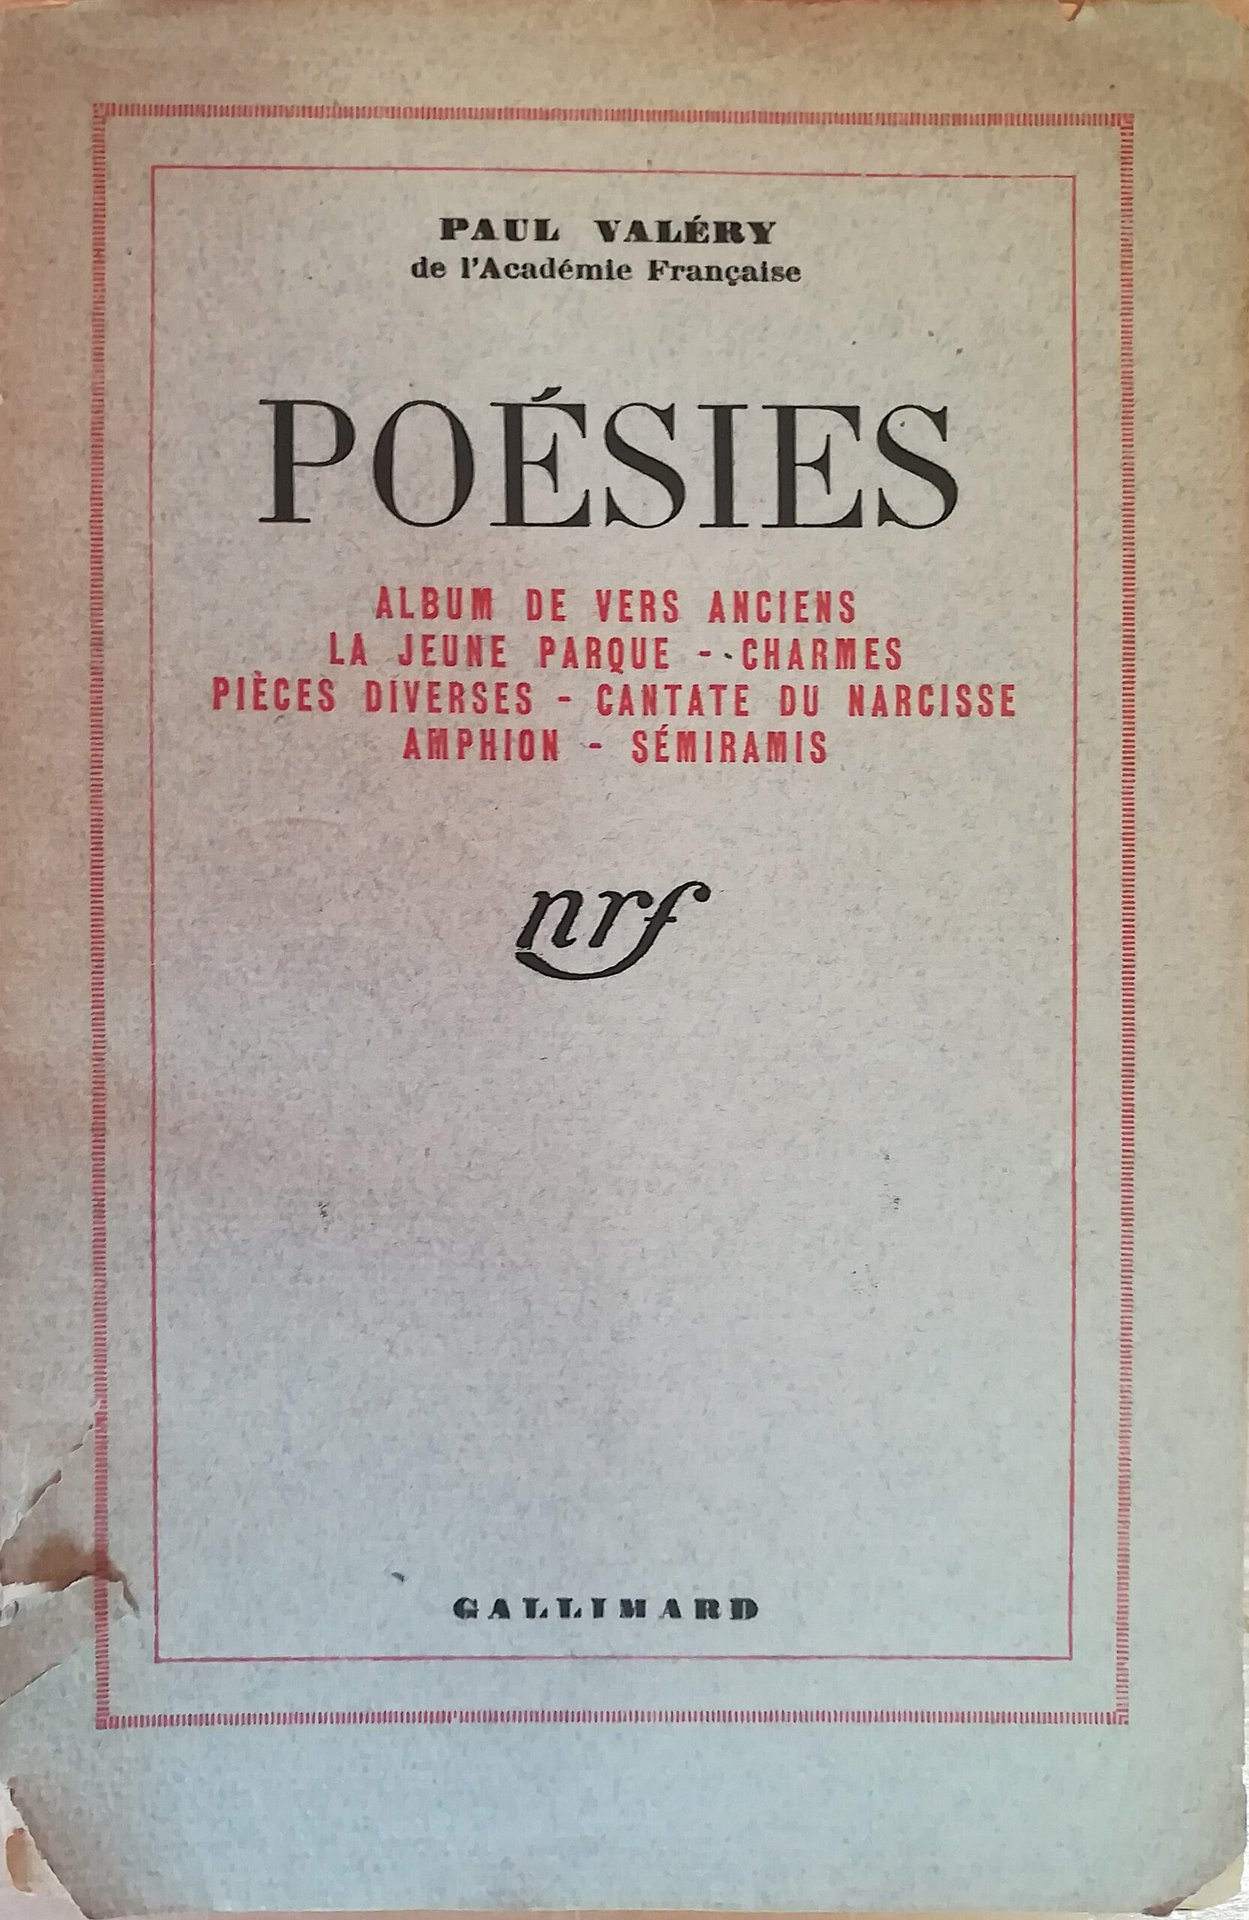 PAUL VALÉRY
de l'Académie Française
POÉSIES
ALBUM DE VERS ANCIENS
LA JEUNE PARQUE - CHARMES
PIÈCES DIVERSES - CANTATE DU NARCISSE
AMPHION - SÉMIRAMIS
nrf
GALLIMARD